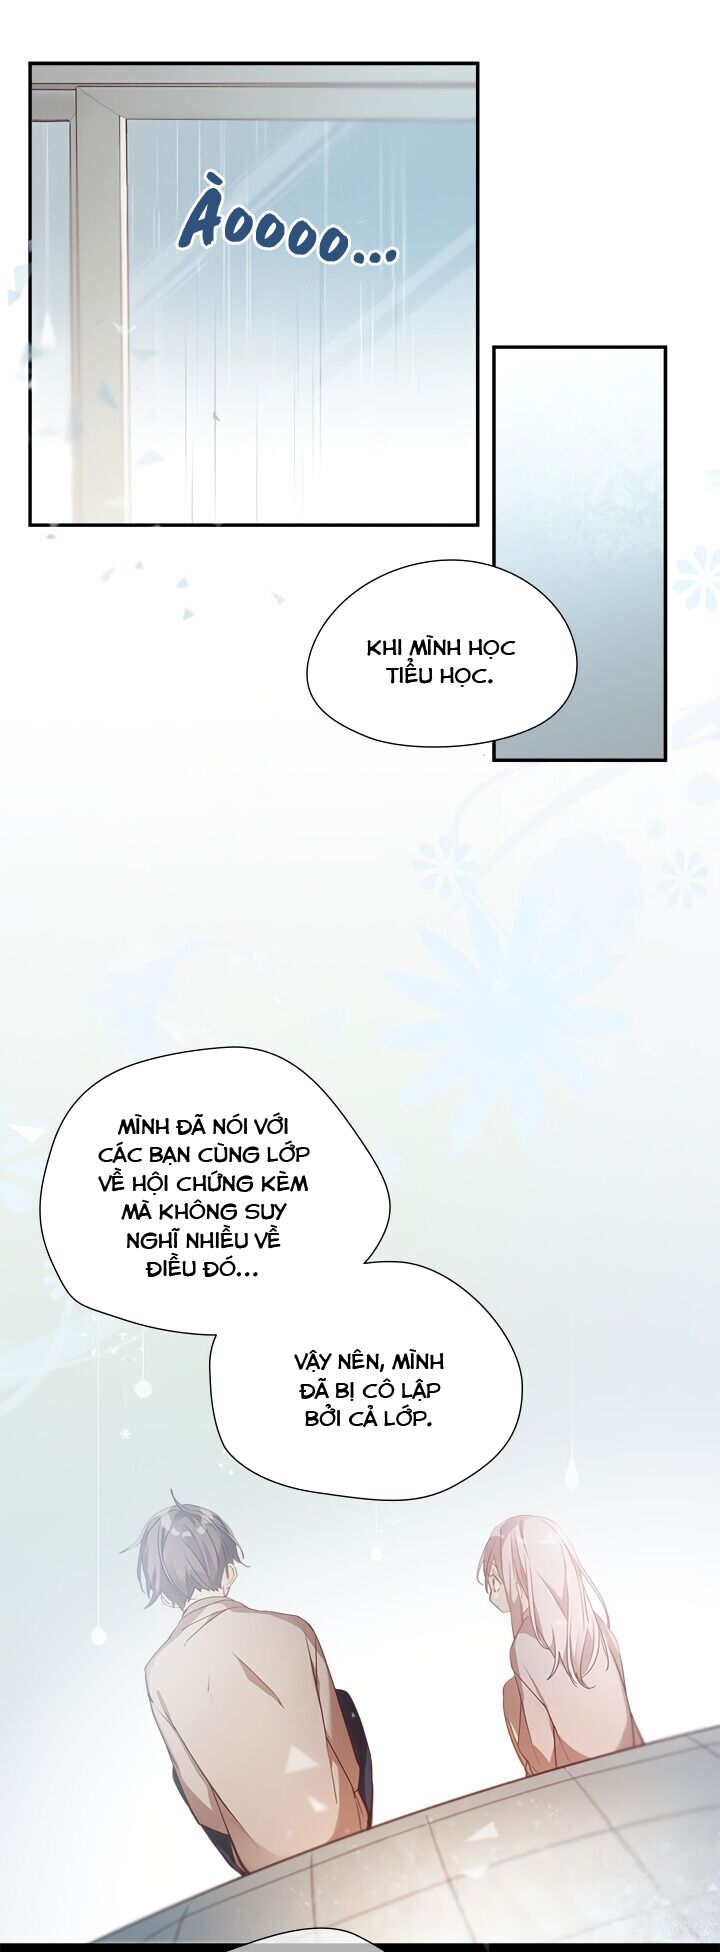 Àoooo...
KHI MÌNH HỌC
TIỂU HỌC.
MÌNH ĐÃ NÓI VỚI
CÁC BẠN CÙNG LỚP
VỀ HỘI CHỨNG KÈM
MÀ KHÔNG SUY
NGHĨ NHIỀU VỀ
ĐIỀU ĐÓ...
VẬY NÊN, MÌNH
ĐÃ BỊ CÔ LẬP
BỞI CẢ LỚP.